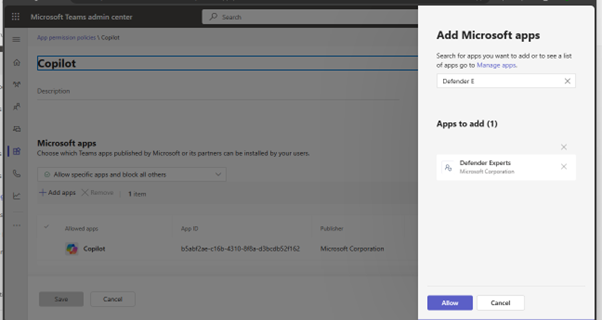 Microsoft Teams admin center
Search
App permission policies \ Copilot
Copilot
Description
Microsoft apps
Choose which Teams apps published by Microsoft or its partners can be installed by your users.
Allow specific apps and block all others
+ Add apps
Remove
1 item
Allowed apps
App ID
Publisher
Copilot
b5abf2ae-c16b-4310-8f8a-d3bcdb52f162
Microsoft Corporation
Save
Cancel
Add Microsoft apps
Search for apps you want to add or to see a list
of apps go to Manage apps.
Defender E
Apps to add (1)
Defender Experts
Microsoft Corporation
Allow
Cancel